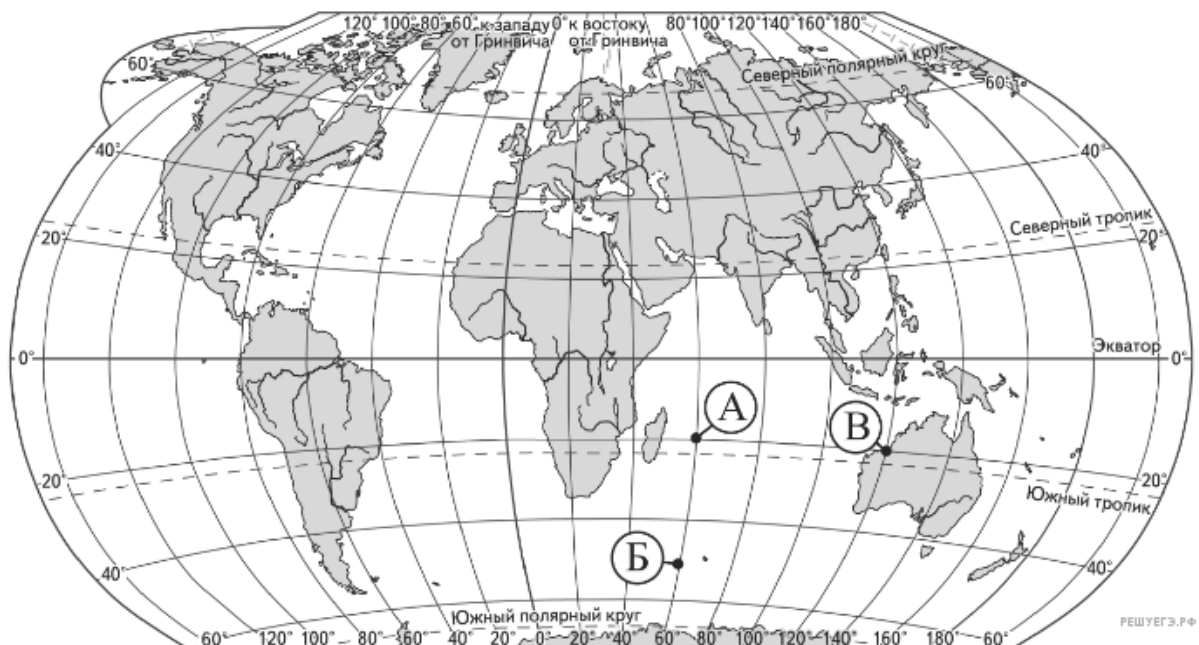 120° 100° 80° 60° к западу 0° к востоку 80° 100° 120° 140° 160° 180°
от Гринвича от Гринвича
60° Северный полярный круг 60°
40° 40°
20° Северный тропик 20°
0° Экватор 0°
А
В
20° Южный тропик 20°
Б
40° 40°
Южный полярный круг
60° 120° 100° 80° 60° 40° 20° 0° 20° 40° 60° 80° 100° 120° 140° 160° 180° 60°
РЕШУЕГЭ.РФ